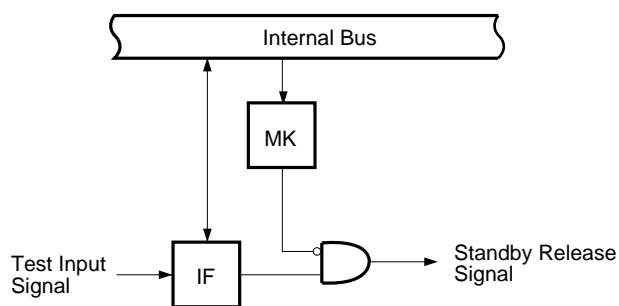 Internal Bus
MK
Test Input
Signal
IF
Standby Release
Signal